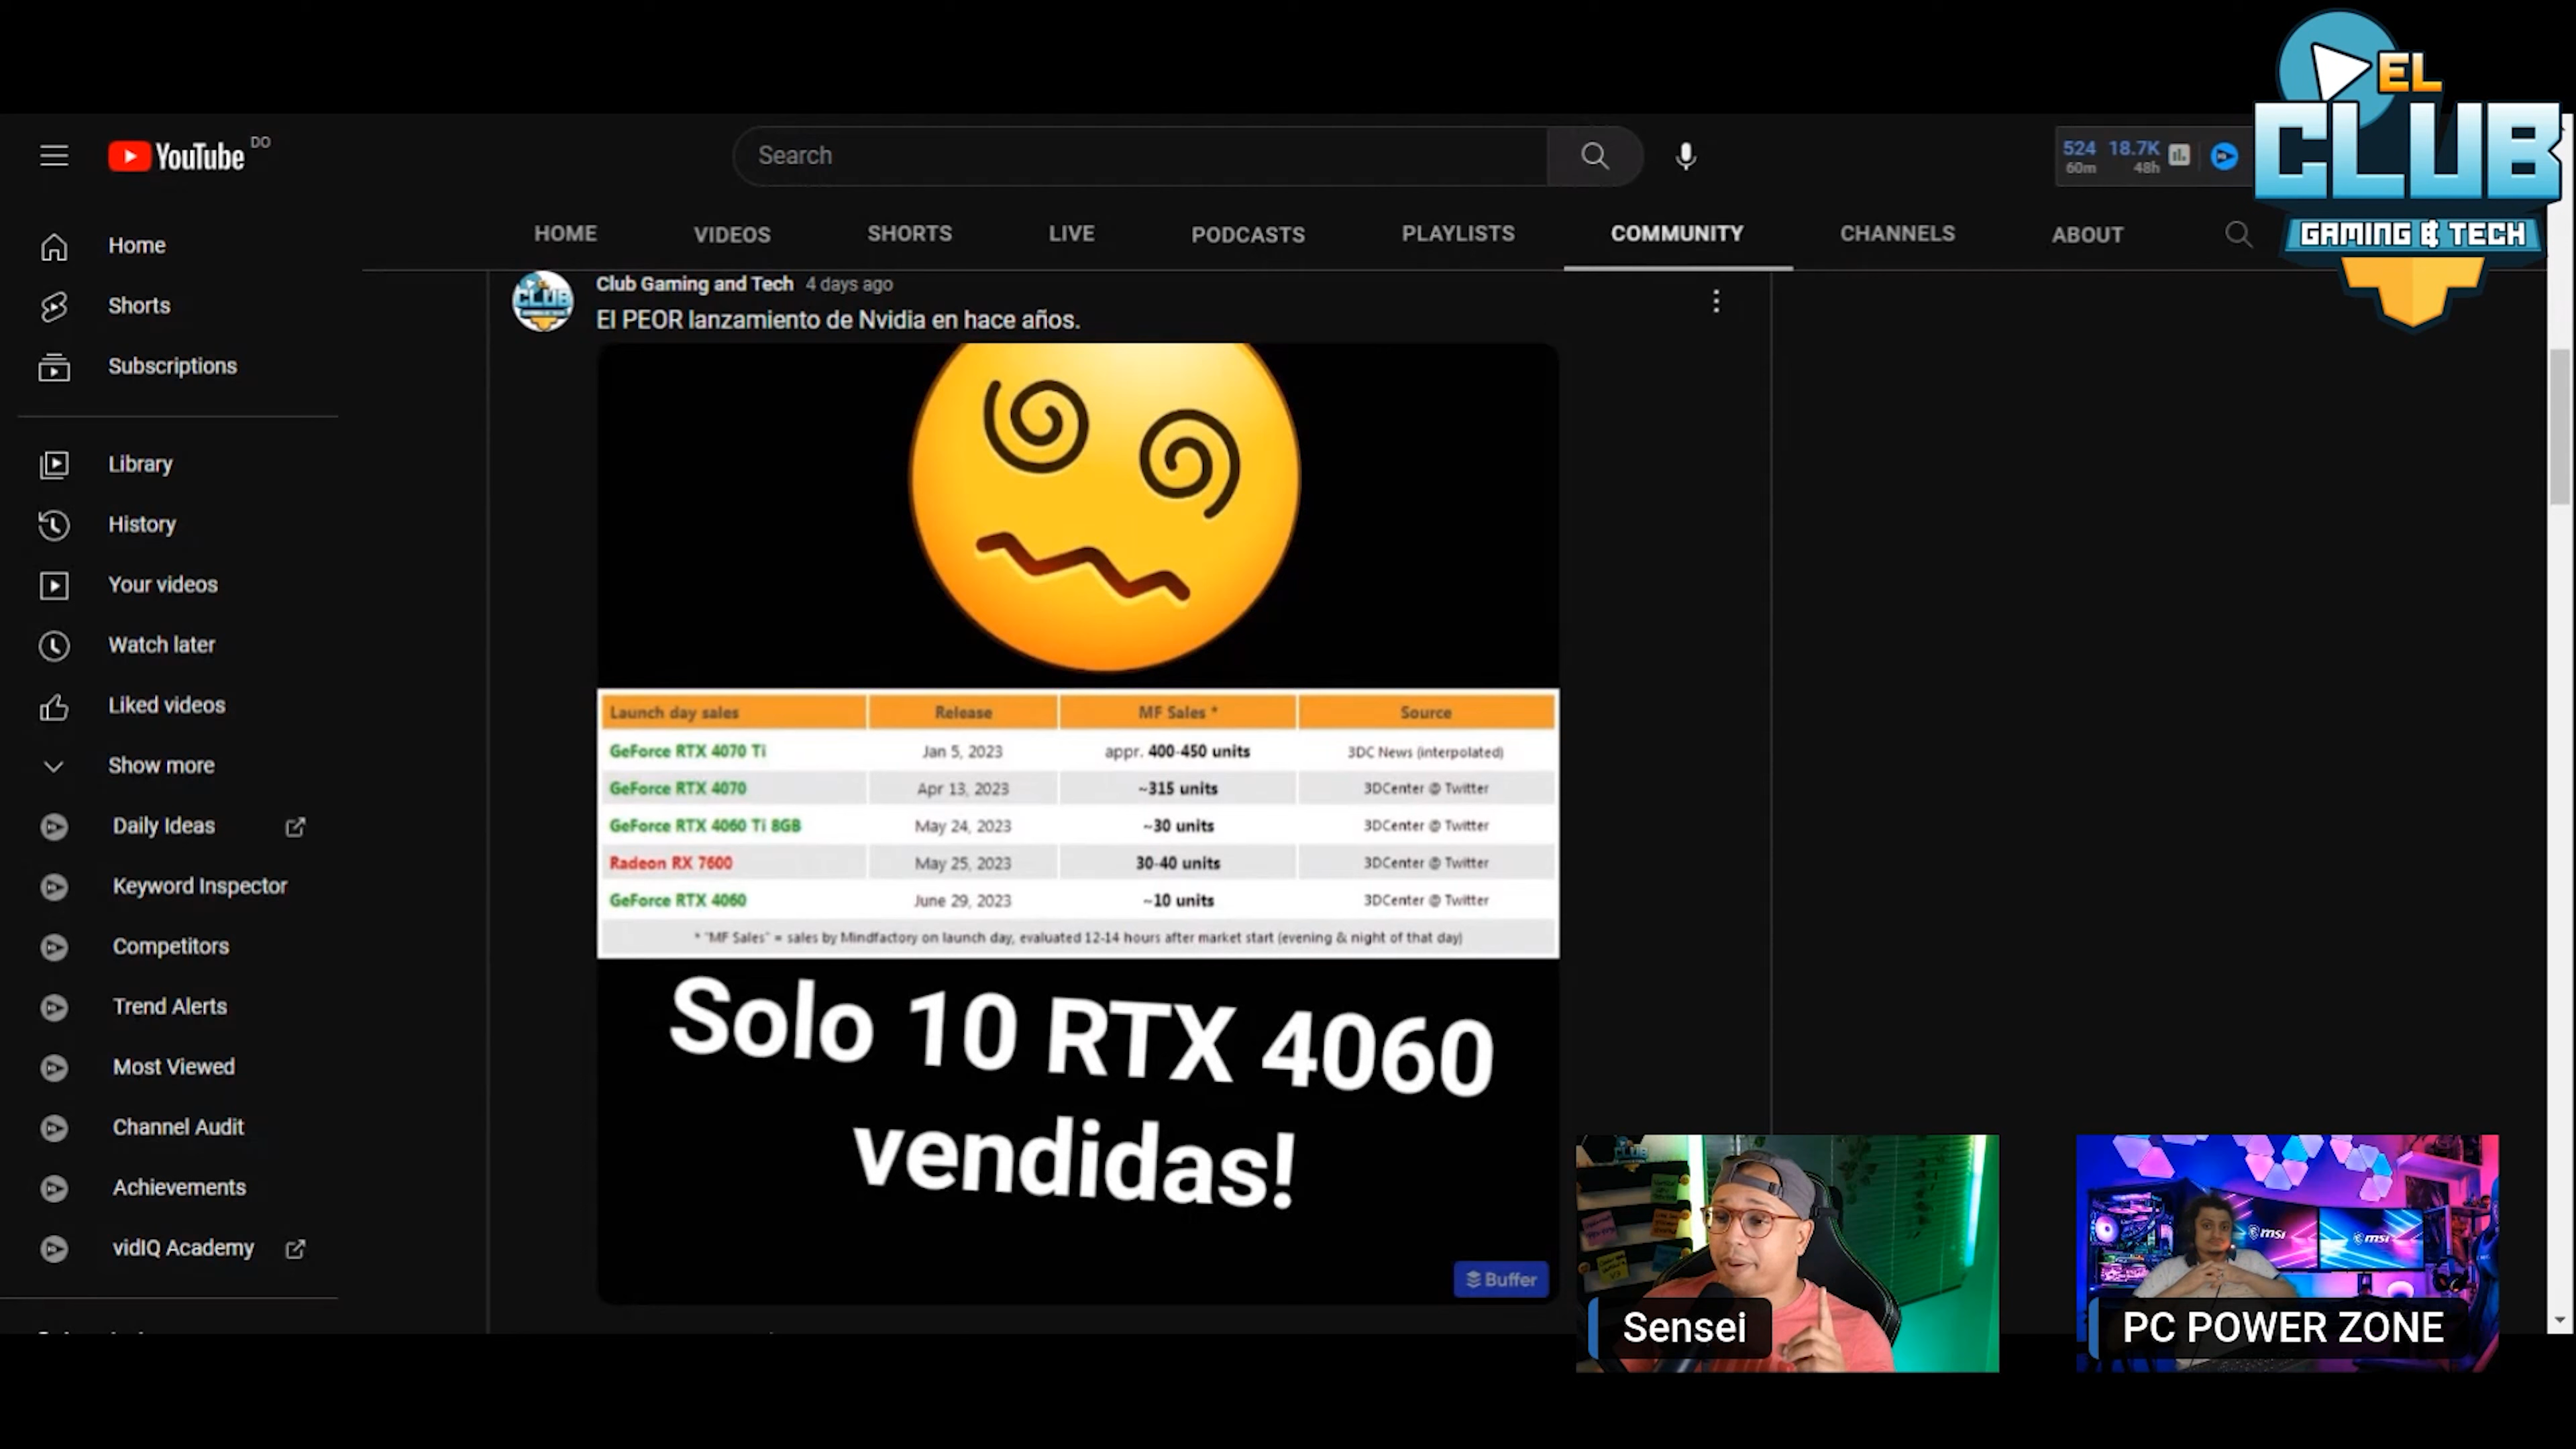 EL
CLUB
GAMING & TECH
YouTube DO
Search
524 18.7K
60m 48h
HOME VIDEOS SHORTS LIVE PODCASTS PLAYLISTS COMMUNITY CHANNELS ABOUT
Home
Shorts
Subscriptions
Library
History
Your videos
Watch later
Liked videos
Show more
Daily Ideas
Keyword Inspector
Competitors
Trend Alerts
Most Viewed
Channel Audit
Achievements
vidIQ Academy
Club Gaming and Tech 4 days ago
El PEOR lanzamiento de Nvidia en hace años.
Launch day sales Release MF Sales * Source
GeForce RTX 4070 Ti Jan 5, 2023 appr. 400-450 units 3DC News (interpolated)
GeForce RTX 4070 Apr 13, 2023 ~315 units 3DCenter @ Twitter
GeForce RTX 4060 Ti 8GB May 24, 2023 ~30 units 3DCenter @ Twitter
Radeon RX 7600 May 25, 2023 30-40 units 3DCenter @ Twitter
GeForce RTX 4060 June 29, 2023 ~10 units 3DCenter @ Twitter
* "MF Sales" = sales by Mindfactory on launch day, evaluated 12-14 hours after market start (evening & night of that day)
Solo 10 RTX 4060
vendidas!
Buffer
Sensei
msi
msi
PC POWER ZONE